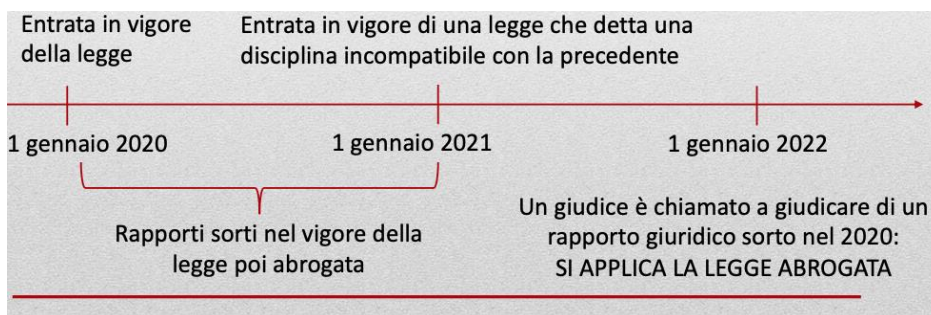 Entrata in vigore
della legge
Entrata in vigore di una legge che detta una
disciplina incompatibile con la precedente
1 gennaio 2020
1 gennaio 2021
1 gennaio 2022
Rapporti sorti nel vigore della
legge poi abrogata
Un giudice è chiamato a giudicare di un
rapporto giuridico sorto nel 2020:
SI APPLICA LA LEGGE ABROGATA